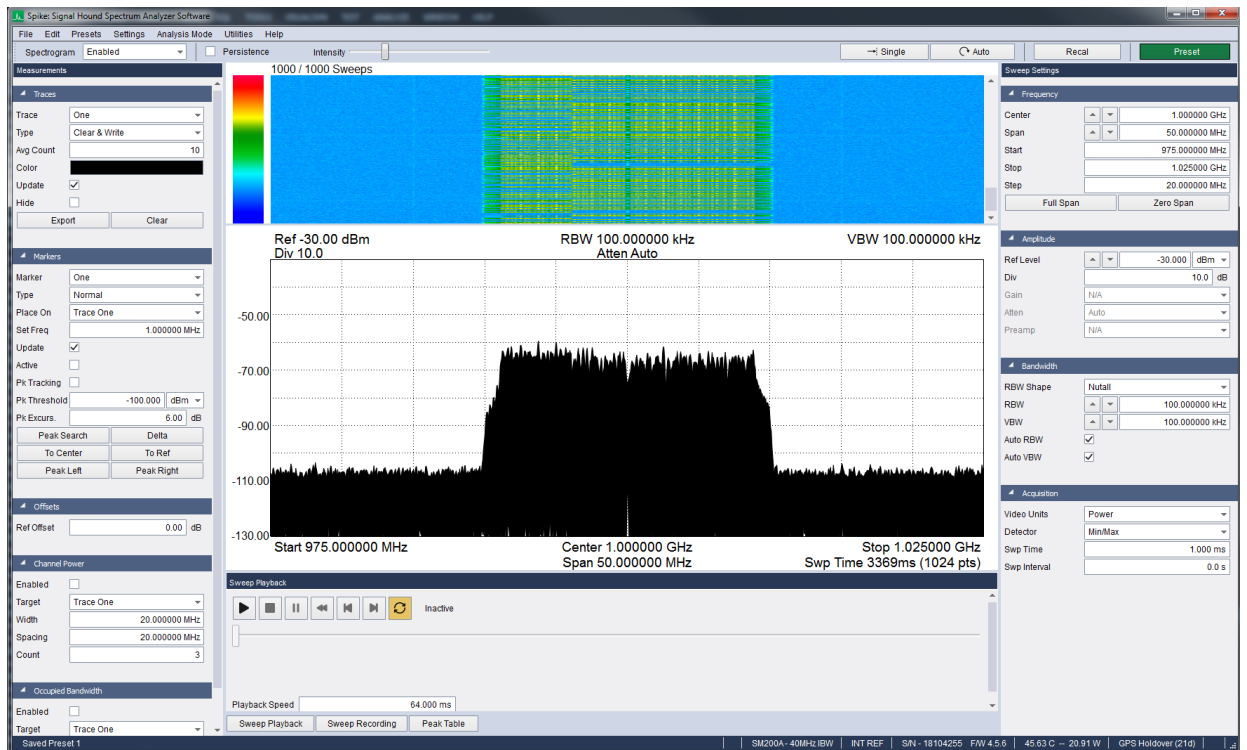 Spike: Signal Hound Spectrum Analyzer Software
File Edit Presets Settings Analysis Mode Utilities Help
Spectrogram Enabled Persistence Intensity Single Auto Recal Preset
Measurements
Traces
Trace One
Type Clear & Write
Avg Count 10
Color
Update
Hide
Export Clear
Markers
Marker One
Type Normal
Place On Trace One
Set Freq 1.000000 MHz
Update
Active
Pk Tracking
Pk Threshold -100.000 dBm
Pk Excurs. 6.00 dB
Peak Search Delta
To Center To Ref
Peak Left Peak Right
Offsets
Ref Offset 0.00 dB
Channel Power
Enabled
Target Trace One
Width 20.000000 MHz
Spacing 20.000000 MHz
Count 3
Occupied Bandwidth
Enabled
Target Trace One
1000 / 1000 Sweeps
Ref -30.00 dBm RBW 100.000000 kHz VBW 100.000000 kHz
Div 10.0 Atten Auto
-50.00
-70.00
-90.00
-110.00
-130.00
Start 975.000000 MHz Center 1.000000 GHz Stop 1.025000 GHz
Span 50.000000 MHz Swp Time 3369ms (1024 pts)
Sweep Playback
Inactive
Playback Speed 64.000 ms
Sweep Playback Sweep Recording Peak Table
Sweep Settings
Frequency
Center 1.000000 GHz
Span 50.000000 MHz
Start 975.000000 MHz
Stop 1.025000 GHz
Step 20.000000 MHz
Full Span Zero Span
Amplitude
Ref Level -30.000 dBm
Div 10.0 dB
Gain N/A
Atten Auto
Preamp N/A
Bandwidth
RBW Shape Nutall
RBW 100.000000 kHz
VBW 100.000000 kHz
Auto RBW
Auto VBW
Acquisition
Video Units Power
Detector Min/Max
Swp Time 1.000 ms
Swp Interval 0.0 s
Saved Preset 1 SM200A - 40MHz IBW INT REF S/N - 18104255 F/W 4.5.6 45.63 C -- 20.91 W GPS Holdover (21d)